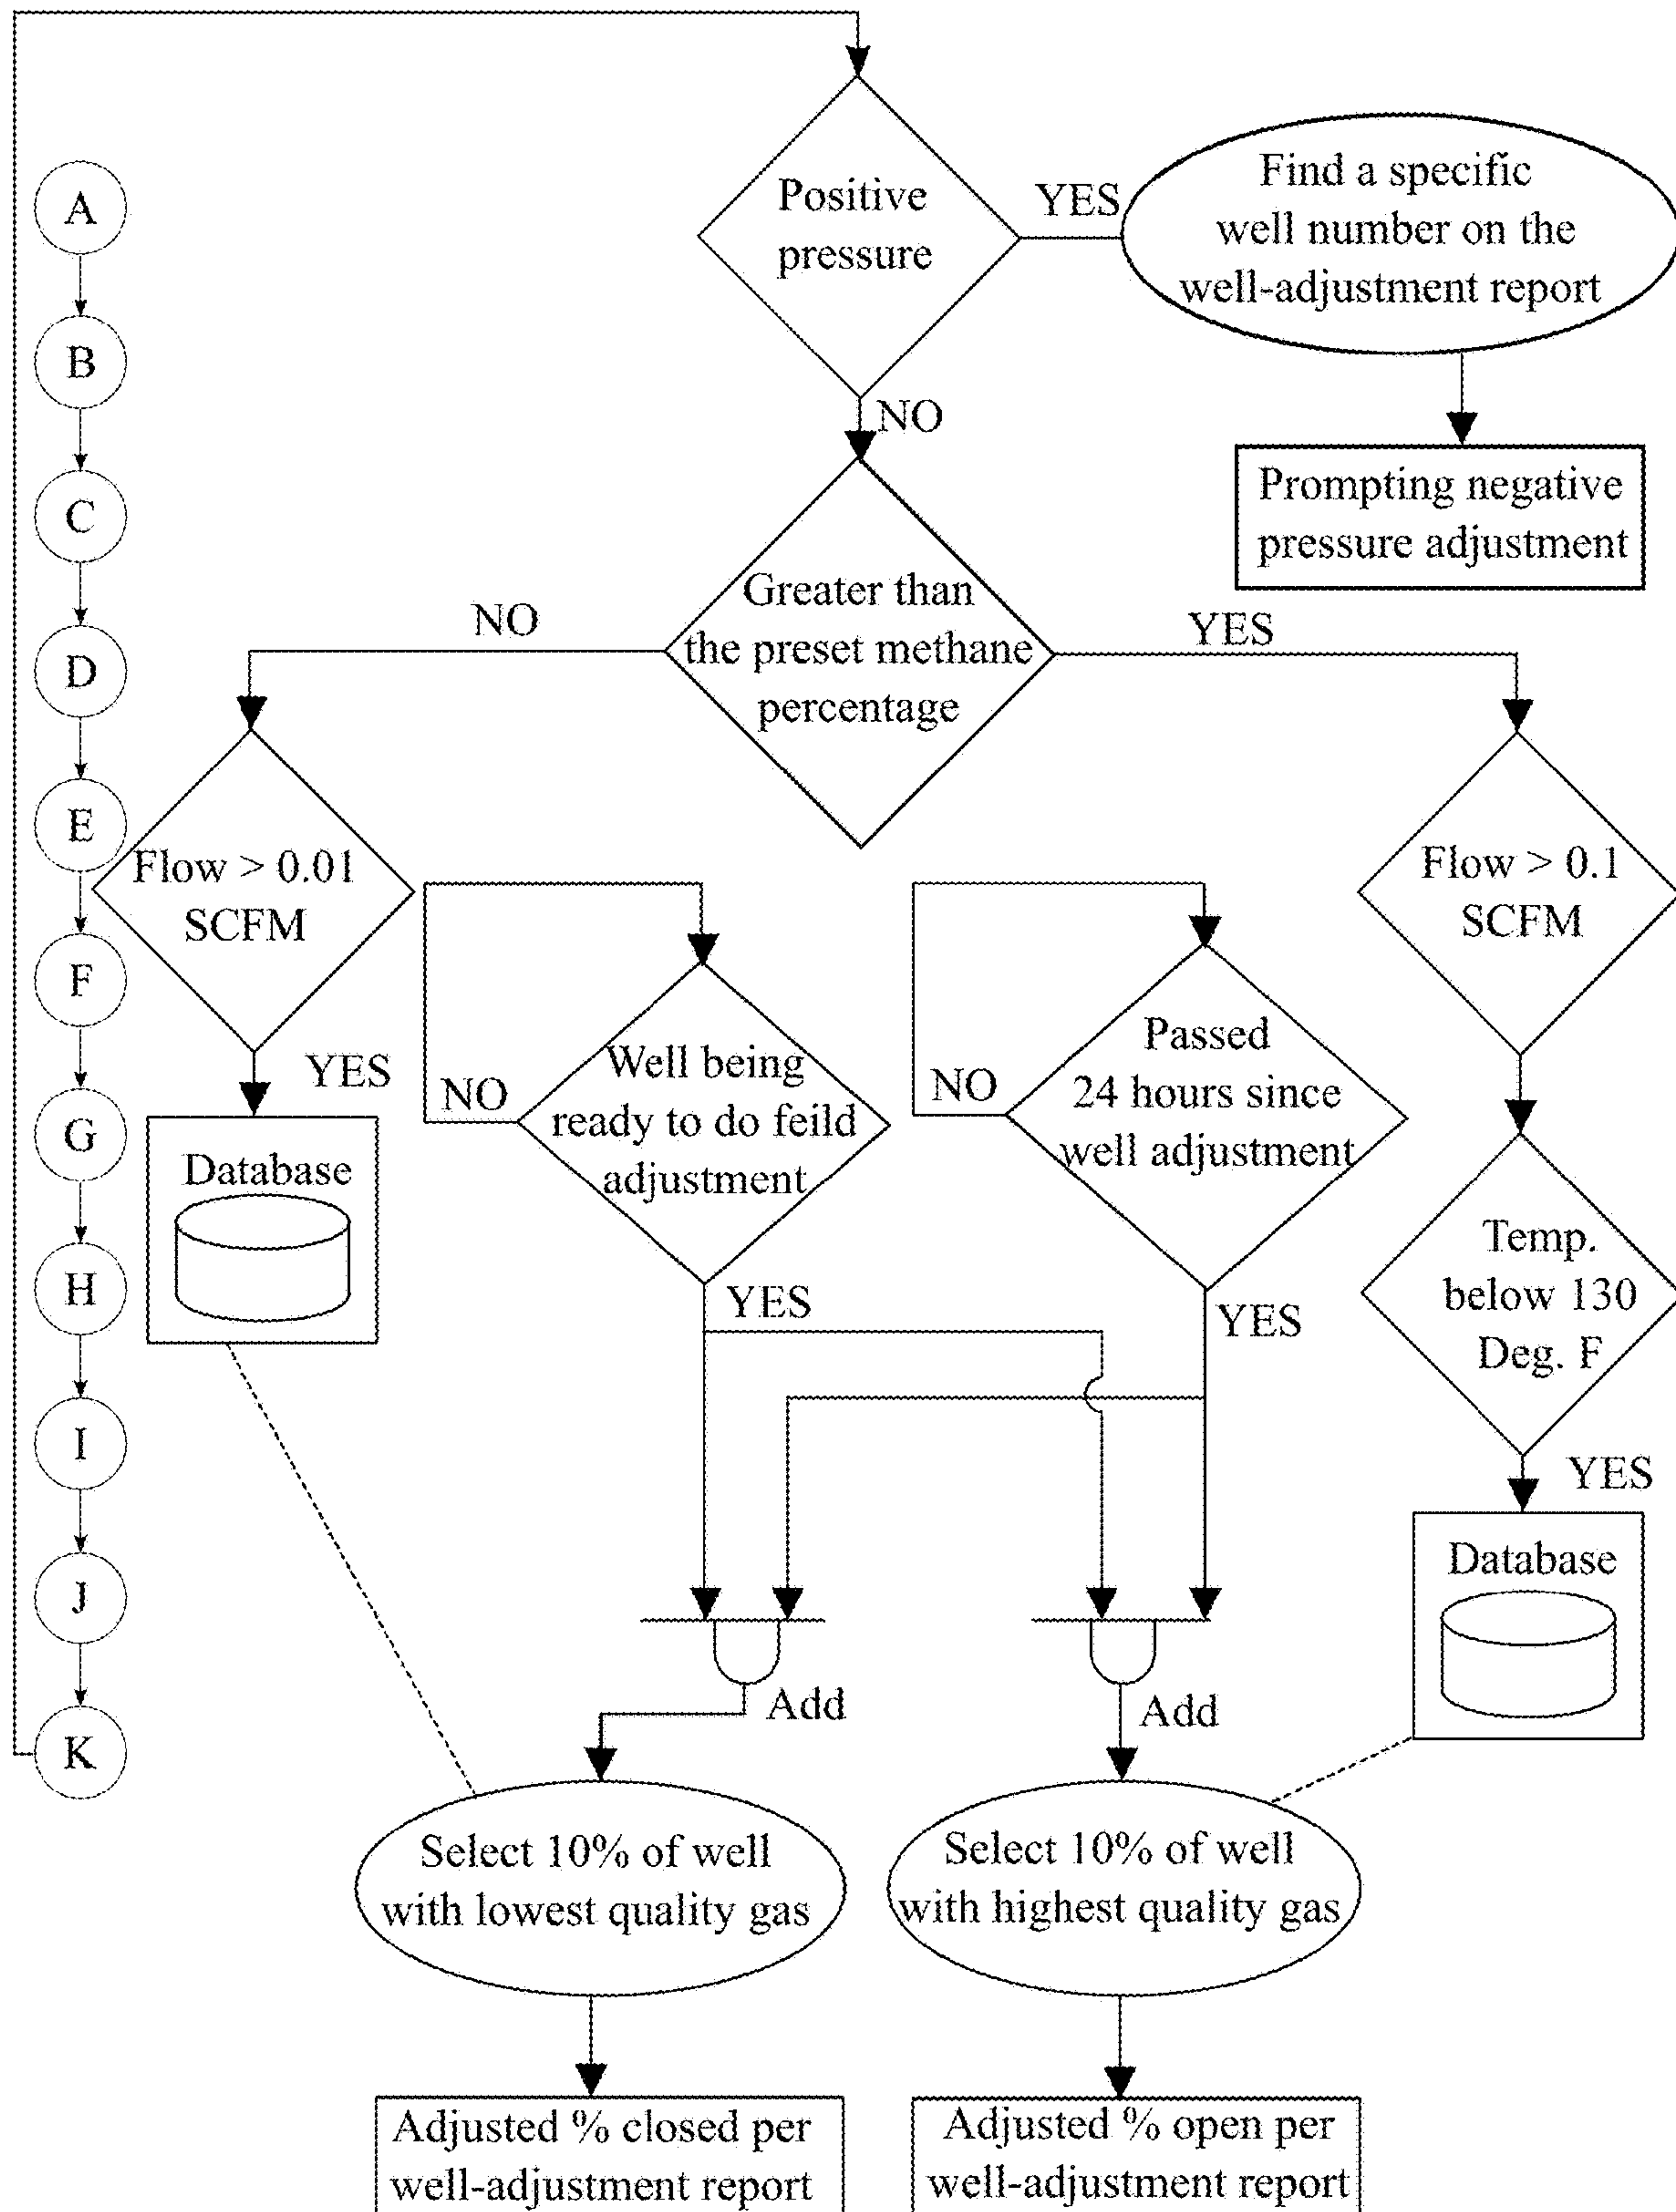 Positive
pressure
YES
Find a specific
well number on the
well-adjustment report
NO
Prompting negative
pressure adjustment
A
B
C
D
E
F
G
H
I
J
K
Greater than
the preset methane
percentage
NO
YES
Flow > 0.01
SCFM
YES
Database
Well being
ready to do feild
adjustment
NO
YES
Passed
24 hours since
well adjustment
NO
YES
Flow > 0.1
SCFM
Temp.
below 130
Deg. F
YES
Database
Add
Add
Select 10% of well
with lowest quality gas
Select 10% of well
with highest quality gas
Adjusted % closed per
well-adjustment report
Adjusted % open per
well-adjustment report